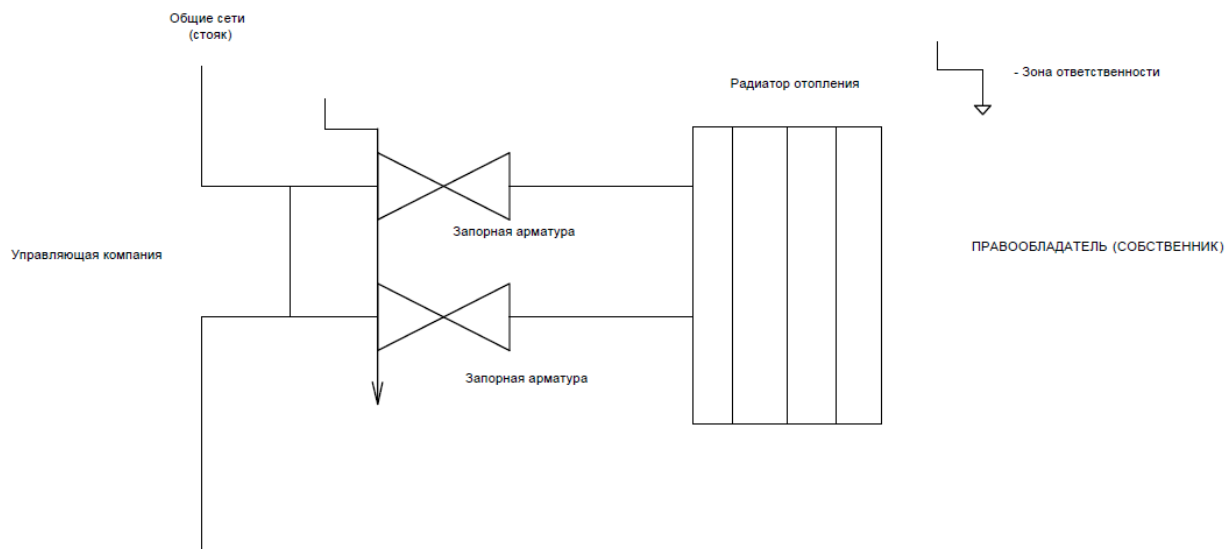 Общие сети
(стояк)
Радиатор отопления
- Зона ответственности
Запорная арматура
Управляющая компания
ПРАВООБЛАДАТЕЛЬ (СОБСТВЕННИК)
Запорная арматура